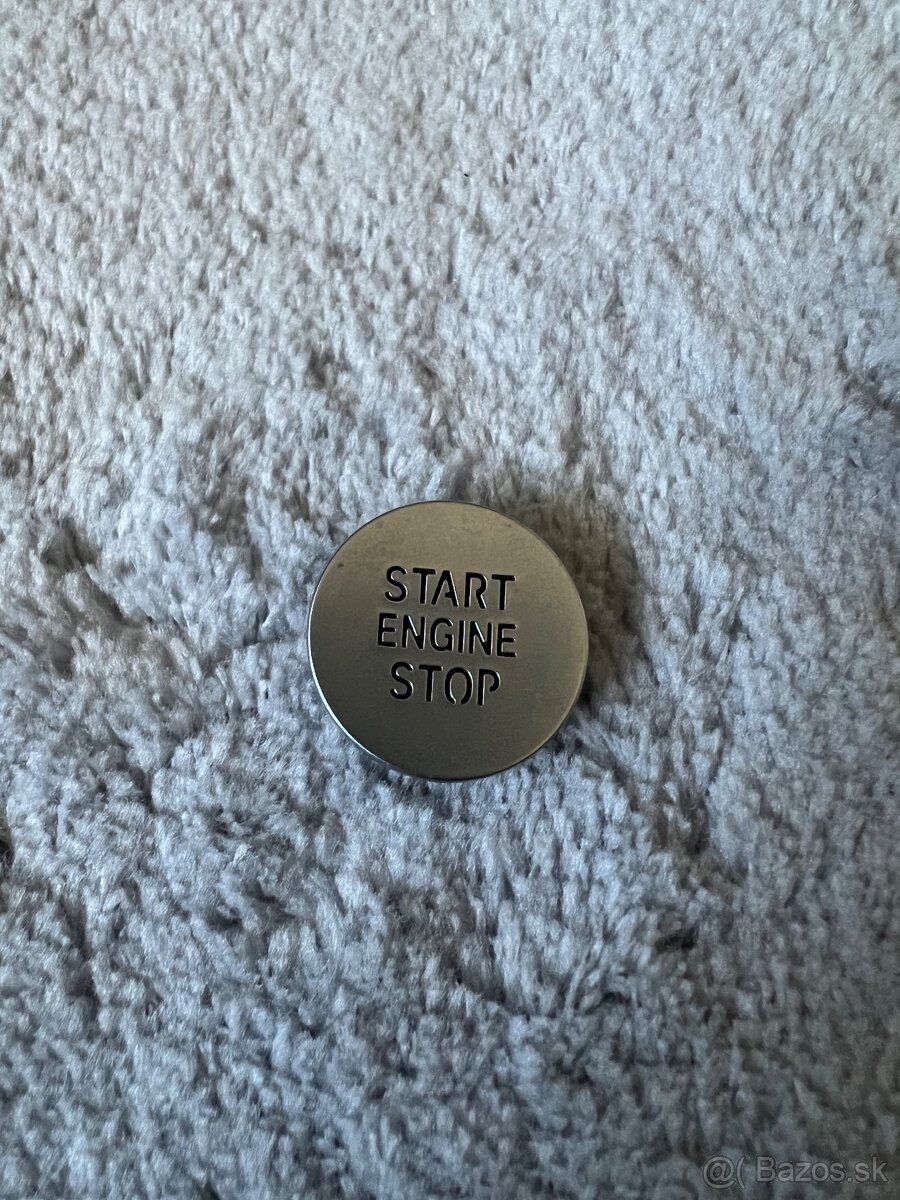 START
ENGINE
STOP
@( Bazos.sk